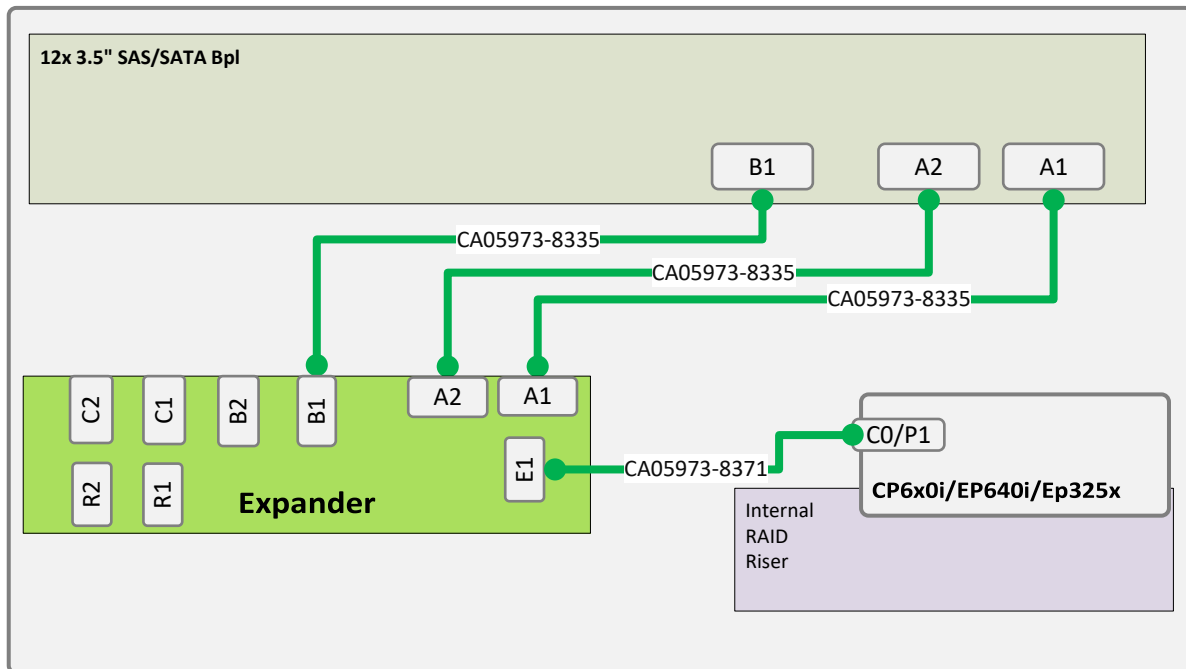 12x 3.5" SAS/SATA Bpl
B1
A2
A1
CA05973-8335
CA05973-8335
CA05973-8335
C2
C1
B2
B1
A2
A1
E1
R2
R1
Expander
CA05973-8371
C0/P1
CP6x0i/EP640i/Ep325x
Internal
RAID
Riser